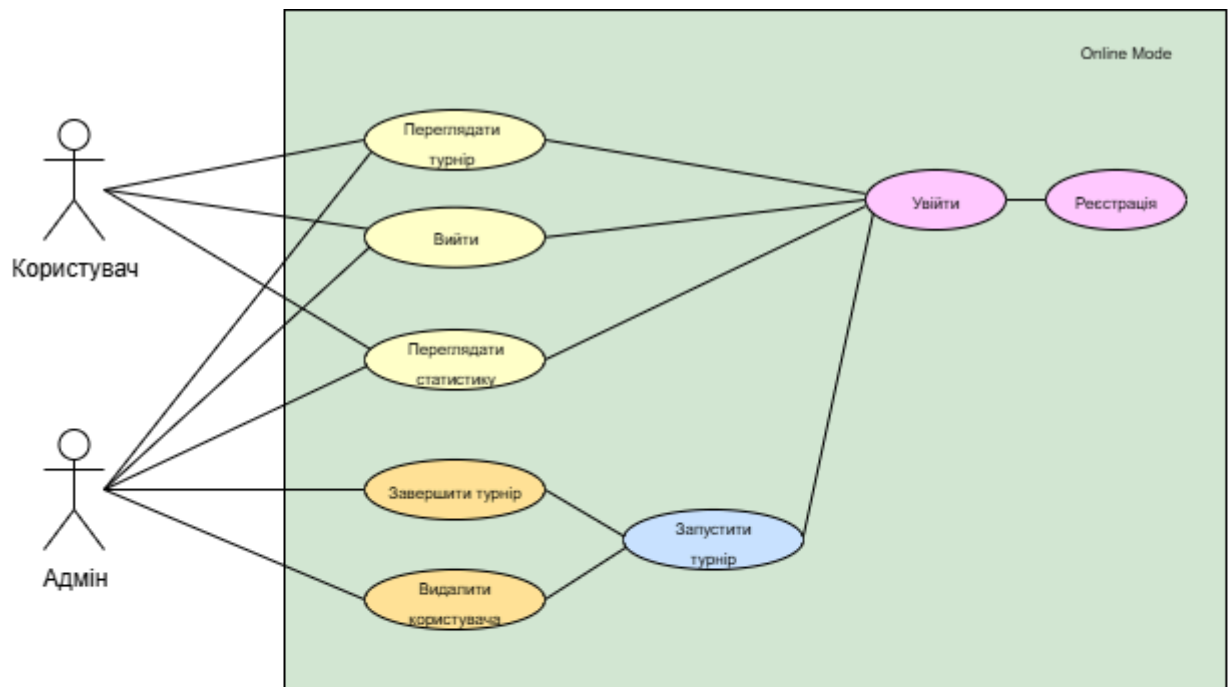 Online Mode
Переглядати
турнір
Увійти
Реєстрація
Вийти
Користувач
Переглядати
статистику
Завершити турнір
Запустити
турнір
Адмін
Видалити
користувача